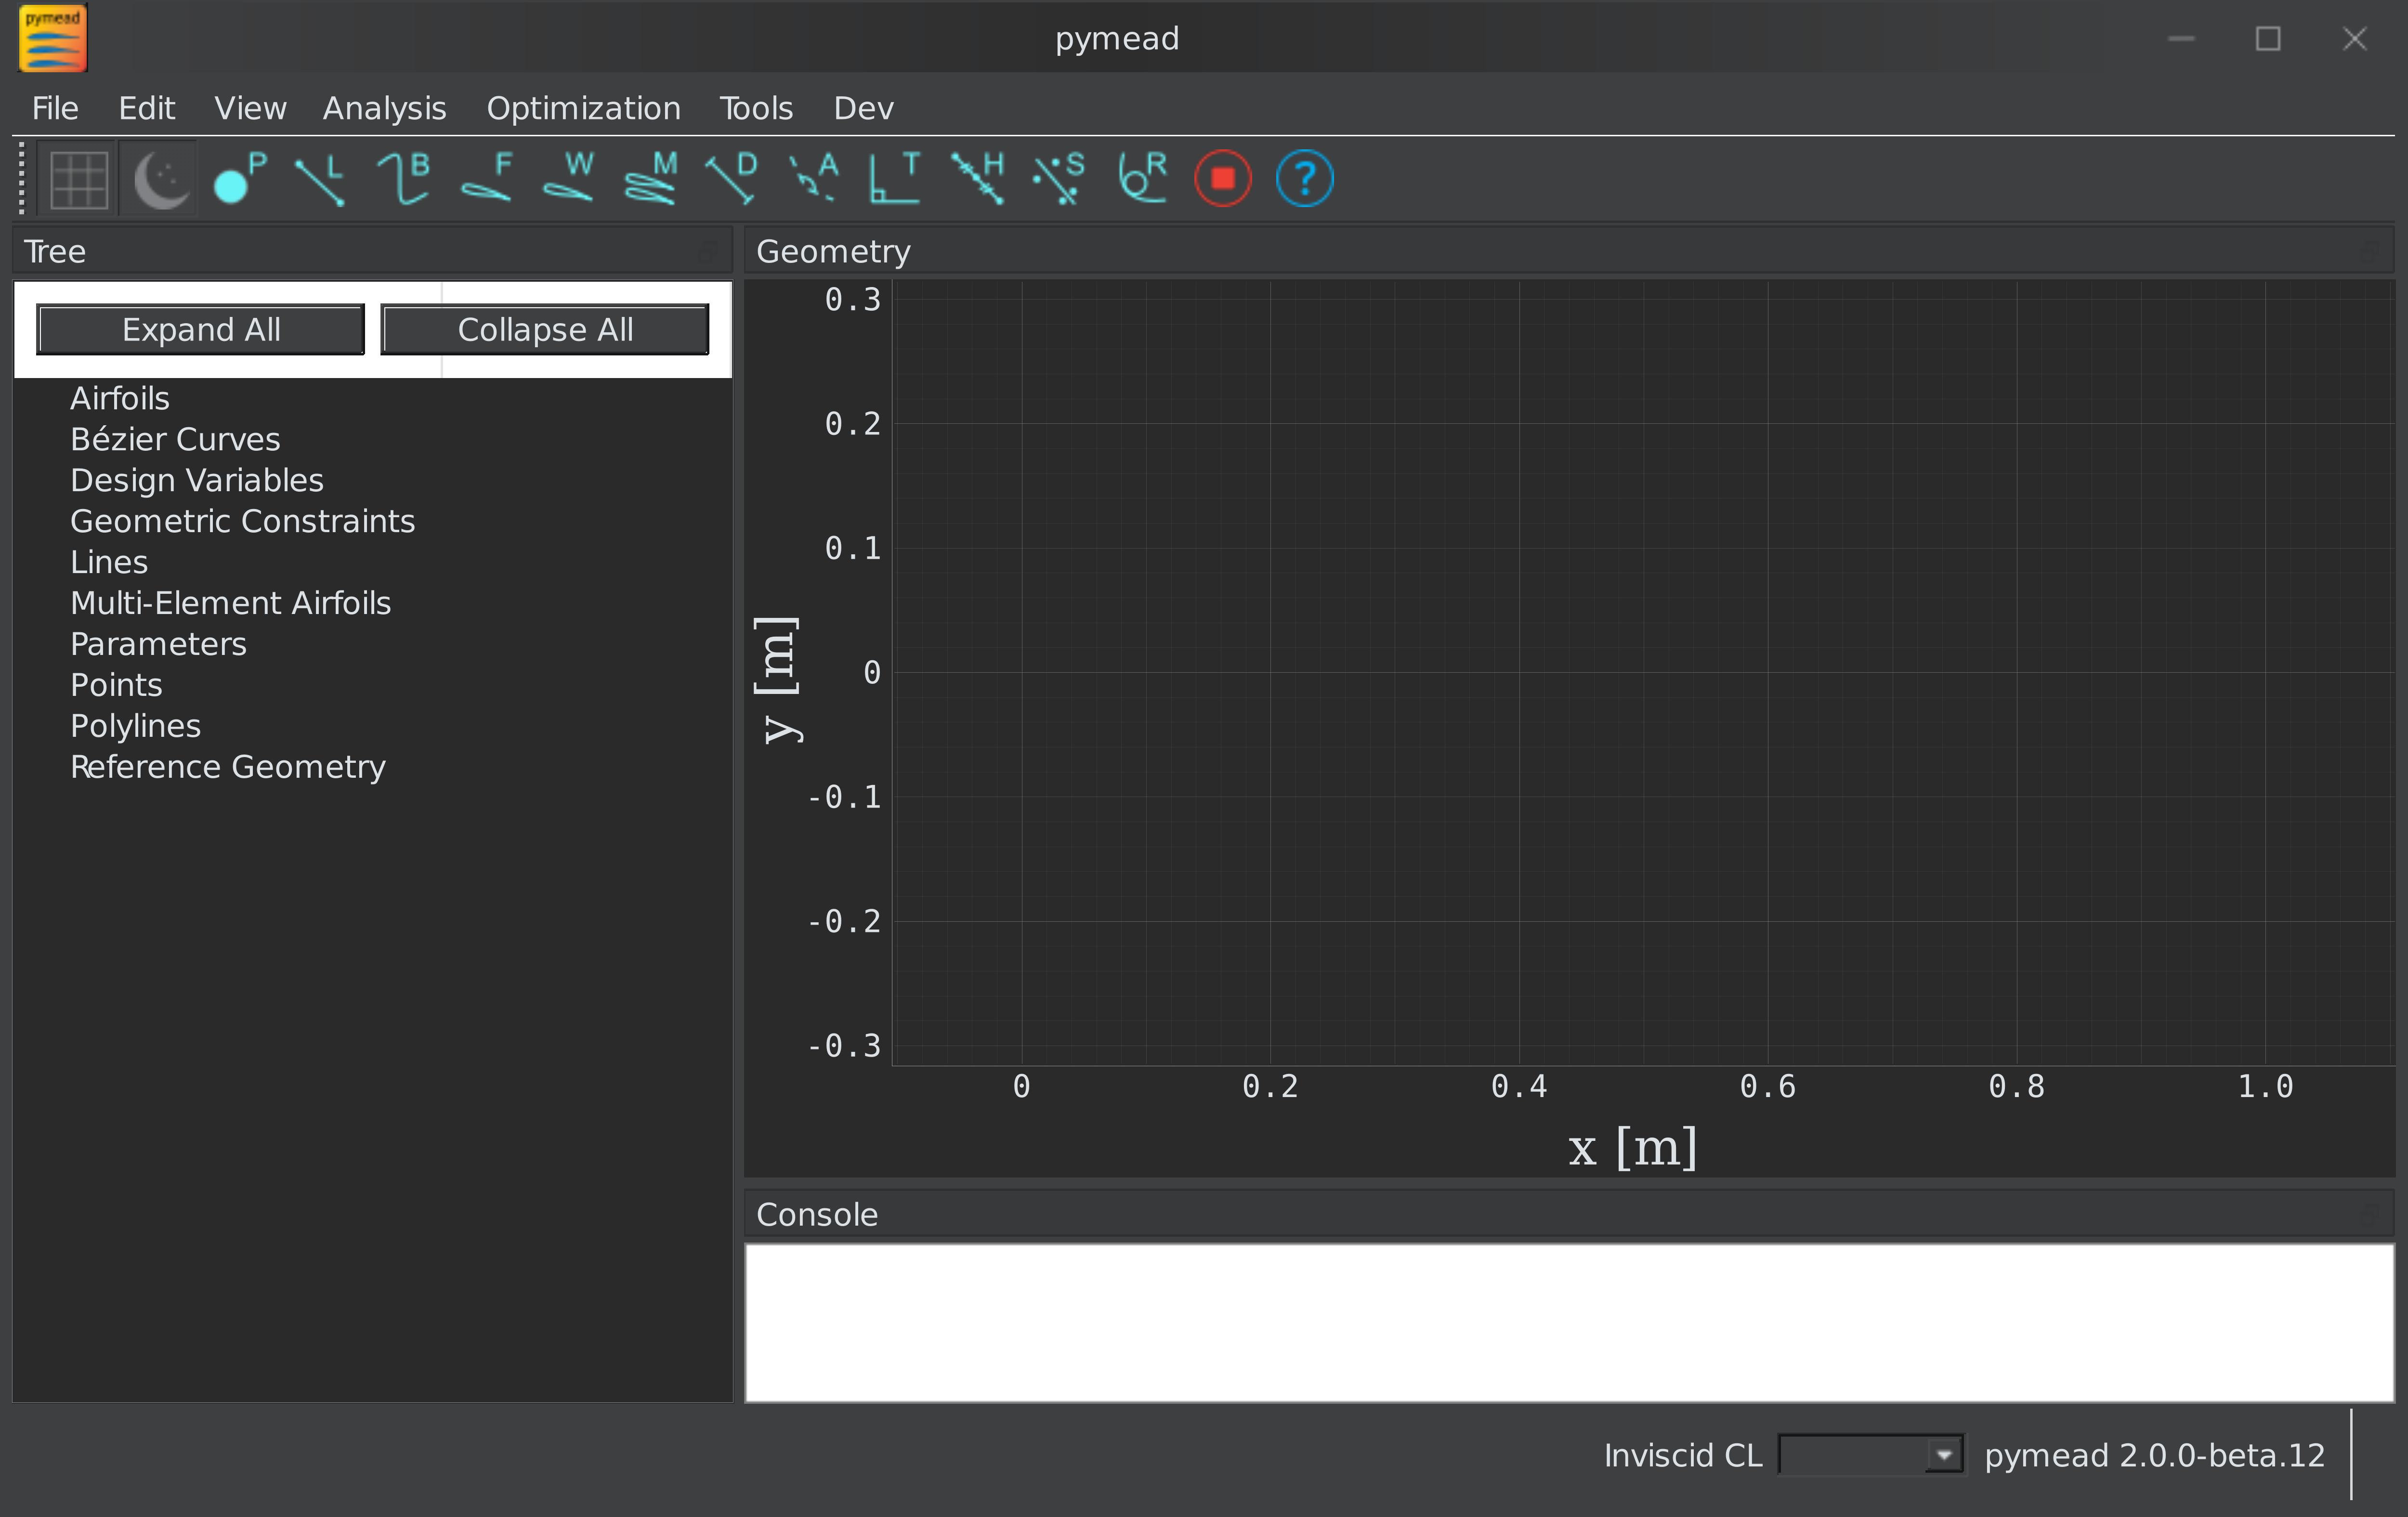 pymead
pymead
File Edit View Analysis Optimization Tools Dev
P L B F W M D A T H S R ?
Tree
Geometry
Expand All Collapse All
Airfoils
Bézier Curves
Design Variables
Geometric Constraints
Lines
Multi-Element Airfoils
Parameters
Points
Polylines
Reference Geometry
0.3
0.2
0.1
0
-0.1
-0.2
-0.3
y [m]
0 0.2 0.4 0.6 0.8 1.0
x [m]
Console
Inviscid CL pymead 2.0.0-beta.12